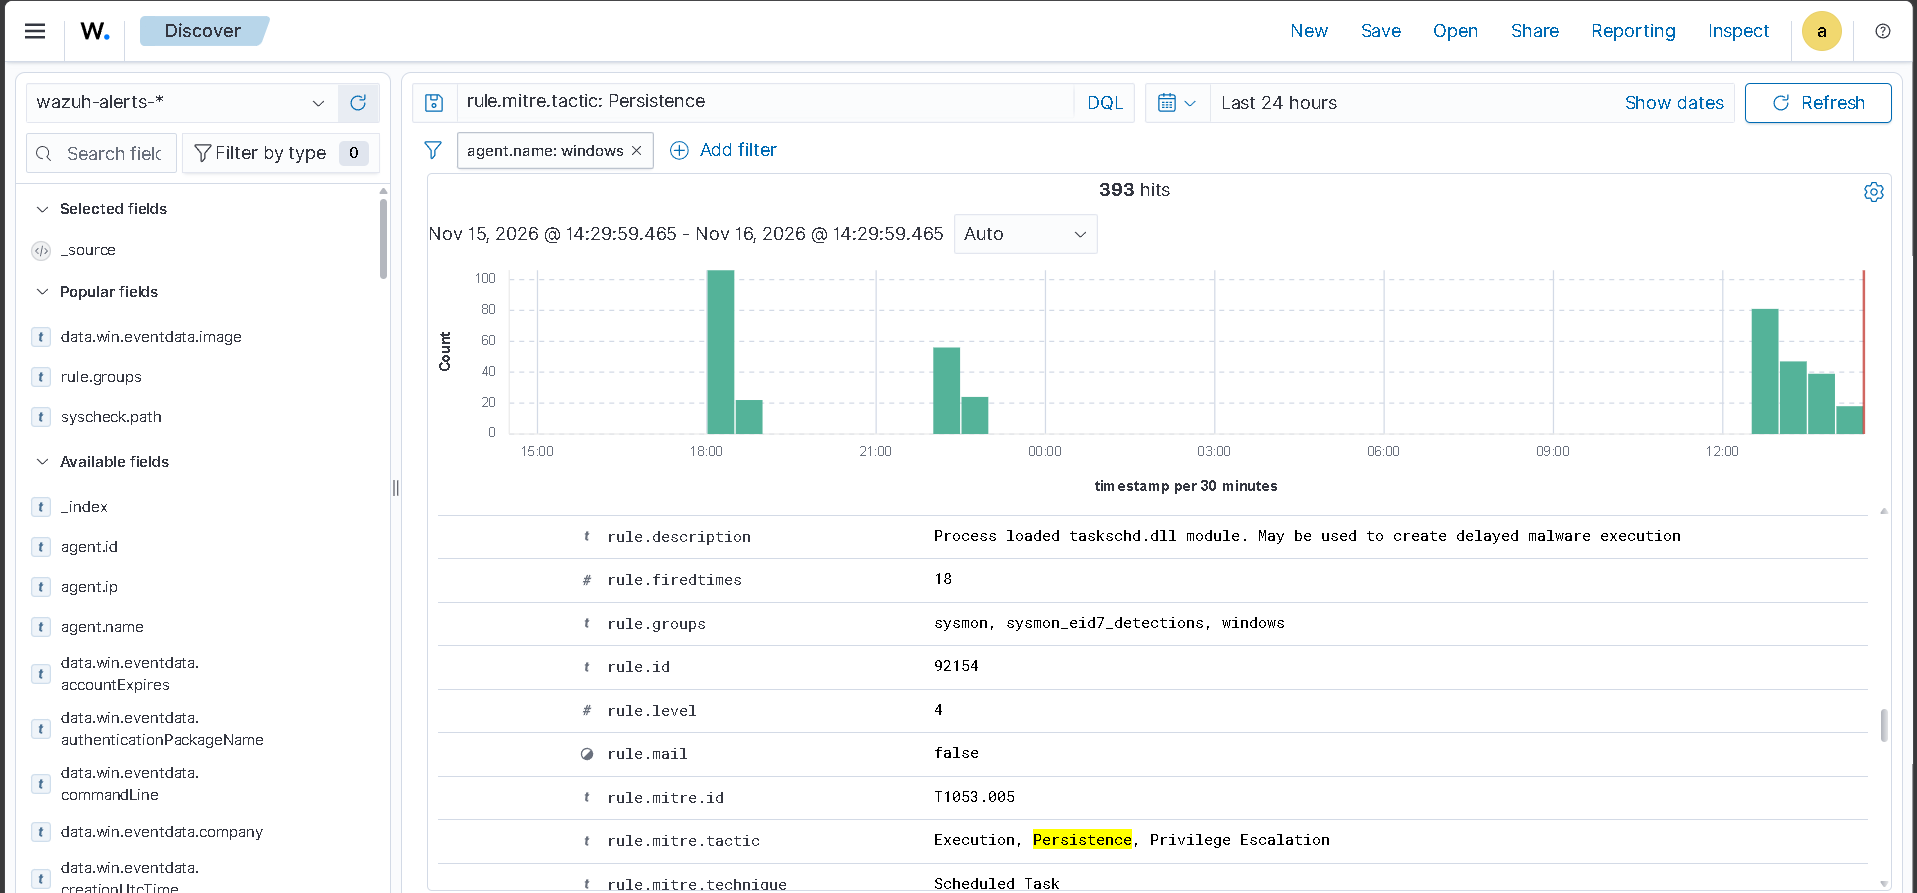 W. Discover New Save Open Share Reporting Inspect a
wazuh-alerts-*
Search field
Filter by type 0
Selected fields
_source
Popular fields
data.win.eventdata.image
rule.groups
syscheck.path
Available fields
_index
agent.id
agent.ip
agent.name
data.win.eventdata.
accountExpires
data.win.eventdata.
authenticationPackageName
data.win.eventdata.
commandLine
data.win.eventdata.company
data.win.eventdata.
creationUtcTime
rule.mitre.tactic: Persistence DQL Last 24 hours Show dates Refresh
agent.name: windows × Add filter
393 hits
Nov 15, 2026 @ 14:29:59.465 - Nov 16, 2026 @ 14:29:59.465 Auto
Count
100
80
60
40
20
0
15:00 18:00 21:00 00:00 03:00 06:00 09:00 12:00
timestamp per 30 minutes
t rule.description Process loaded taskschd.dll module. May be used to create delayed malware execution
# rule.firedtimes 18
t rule.groups sysmon, sysmon_eid7_detections, windows
t rule.id 92154
# rule.level 4
rule.mail false
t rule.mitre.id T1053.005
t rule.mitre.tactic Execution, Persistence, Privilege Escalation
t rule.mitre.technique Scheduled Task